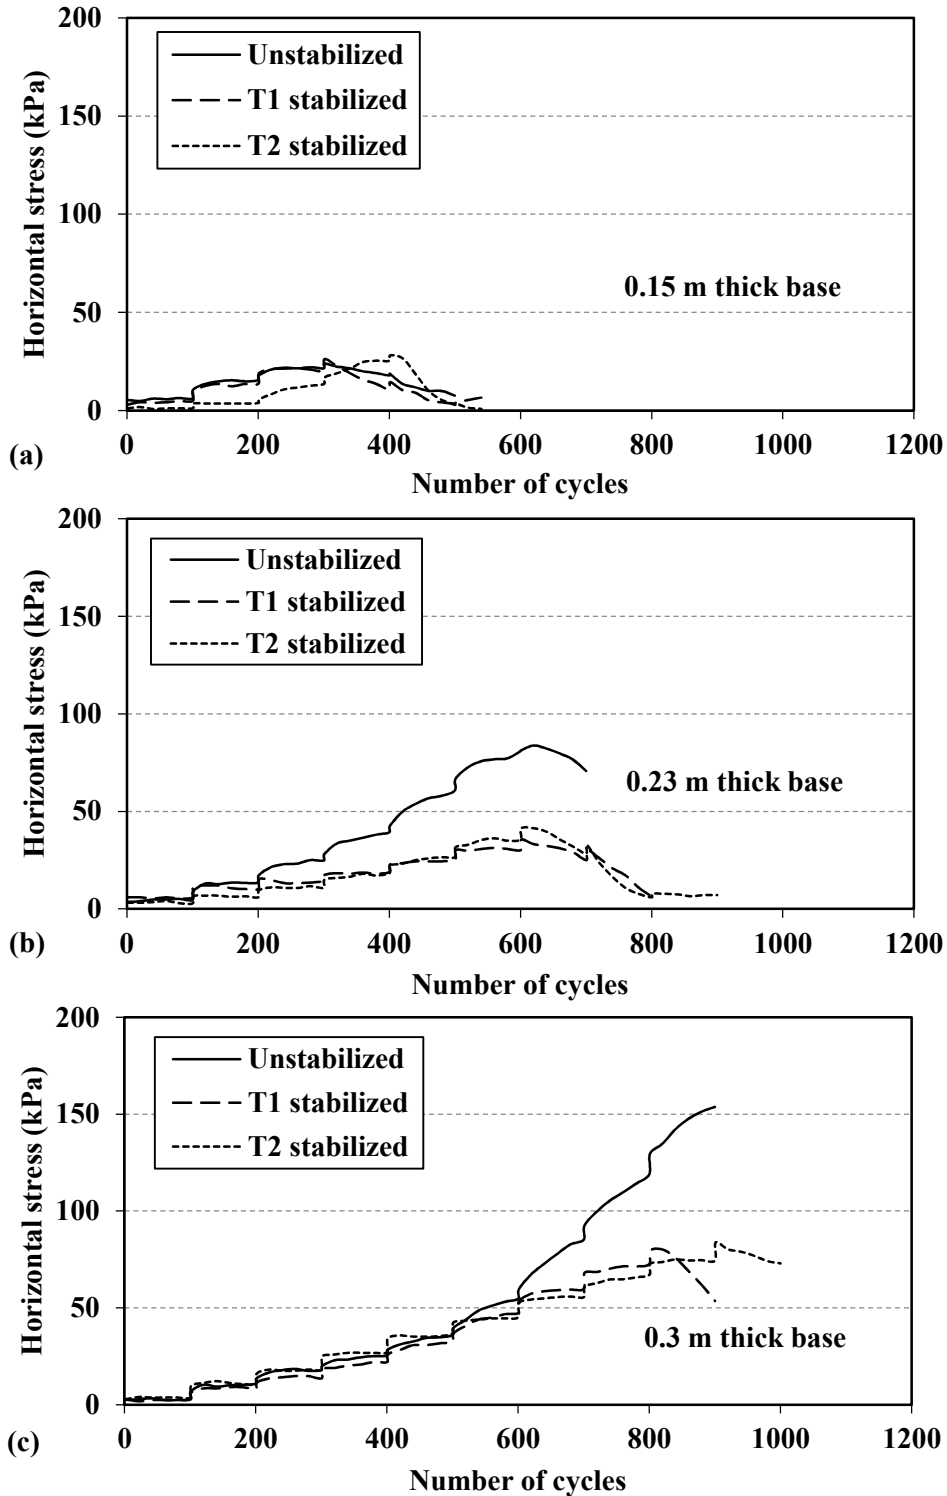 200
150
100
50
0
Horizontal stress (kPa)
Unstabilized
T1 stabilized
T2 stabilized
0.15 m thick base
0 200 400 600 800 1000 1200
(a)
Number of cycles
200
150
100
50
0
Horizontal stress (kPa)
Unstabilized
T1 stabilized
T2 stabilized
0.23 m thick base
0 200 400 600 800 1000 1200
(b)
Number of cycles
200
150
100
50
0
Horizontal stress (kPa)
Unstabilized
T1 stabilized
T2 stabilized
0.3 m thick base
0 200 400 600 800 1000 1200
(c)
Number of cycles